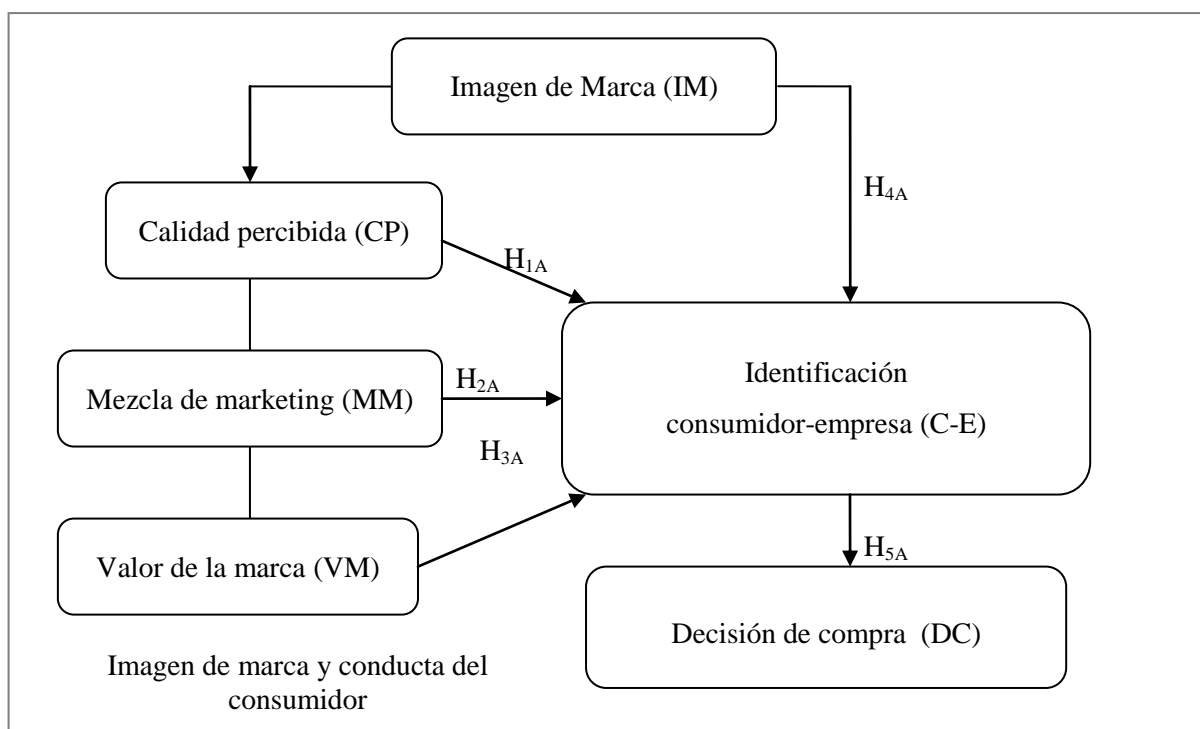 Imagen de Marca (IM)
H4A
Calidad percibida (CP)
H1A
Identificación
consumidor-empresa (C-E)
H2A
Mezcla de marketing (MM)
H3A
Valor de la marca (VM)
H5A
Decisión de compra (DC)
Imagen de marca y conducta del
consumidor